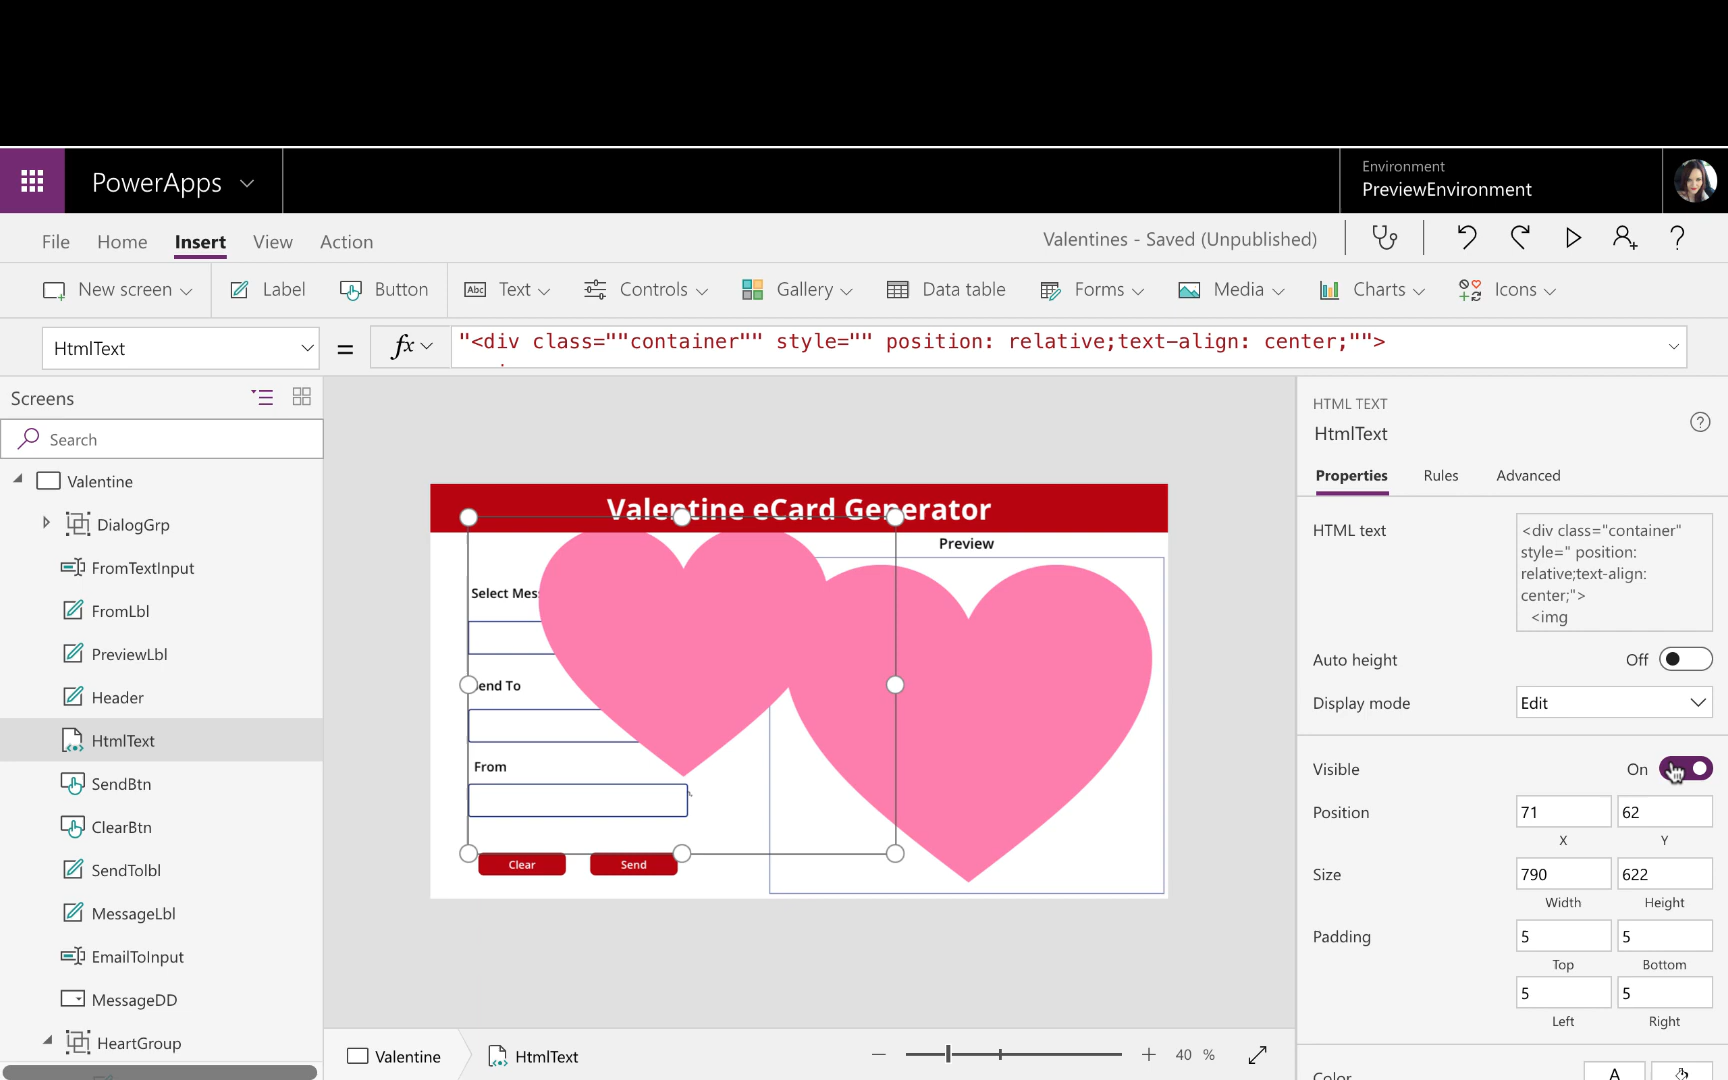 PowerApps
Environment
PreviewEnvironment
File Home Insert View Action
Valentines - Saved (Unpublished)
New screen Label Button Text Controls Gallery Data table Forms Media Charts Icons
HtmlText = fx "<div class=""container"" style="" position: relative;text-align: center;"">
Screens
Search
Valentine
DialogGrp
FromTextInput
FromLbl
PreviewLbl
Header
HtmlText
SendBtn
ClearBtn
SendTolbl
MessageLbl
EmailToInput
MessageDD
HeartGroup
Valentine eCard Generator
Preview
Select Mes
end To
From
Clear Send
Valentine HtmlText
40 %
HTML TEXT
HtmlText
Properties Rules Advanced
HTML text
<div class="container"
style=" position:
relative;text-align:
center;">
<img
Auto height Off
Display mode Edit
Visible On
Position 71 62
X Y
Size 790 622
Width Height
Padding 5 5
Top Bottom
5 5
Left Right
Color